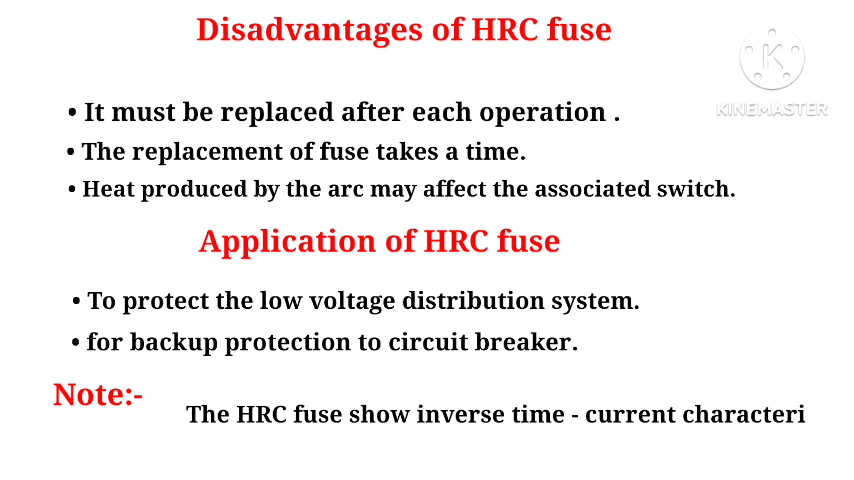 Disadvantages of HRC fuse
KINEMASTER
• It must be replaced after each operation .
• The replacement of fuse takes a time.
• Heat produced by the arc may affect the associated switch.
Application of HRC fuse
• To protect the low voltage distribution system.
• for backup protection to circuit breaker.
Note:-
The HRC fuse show inverse time - current characteri